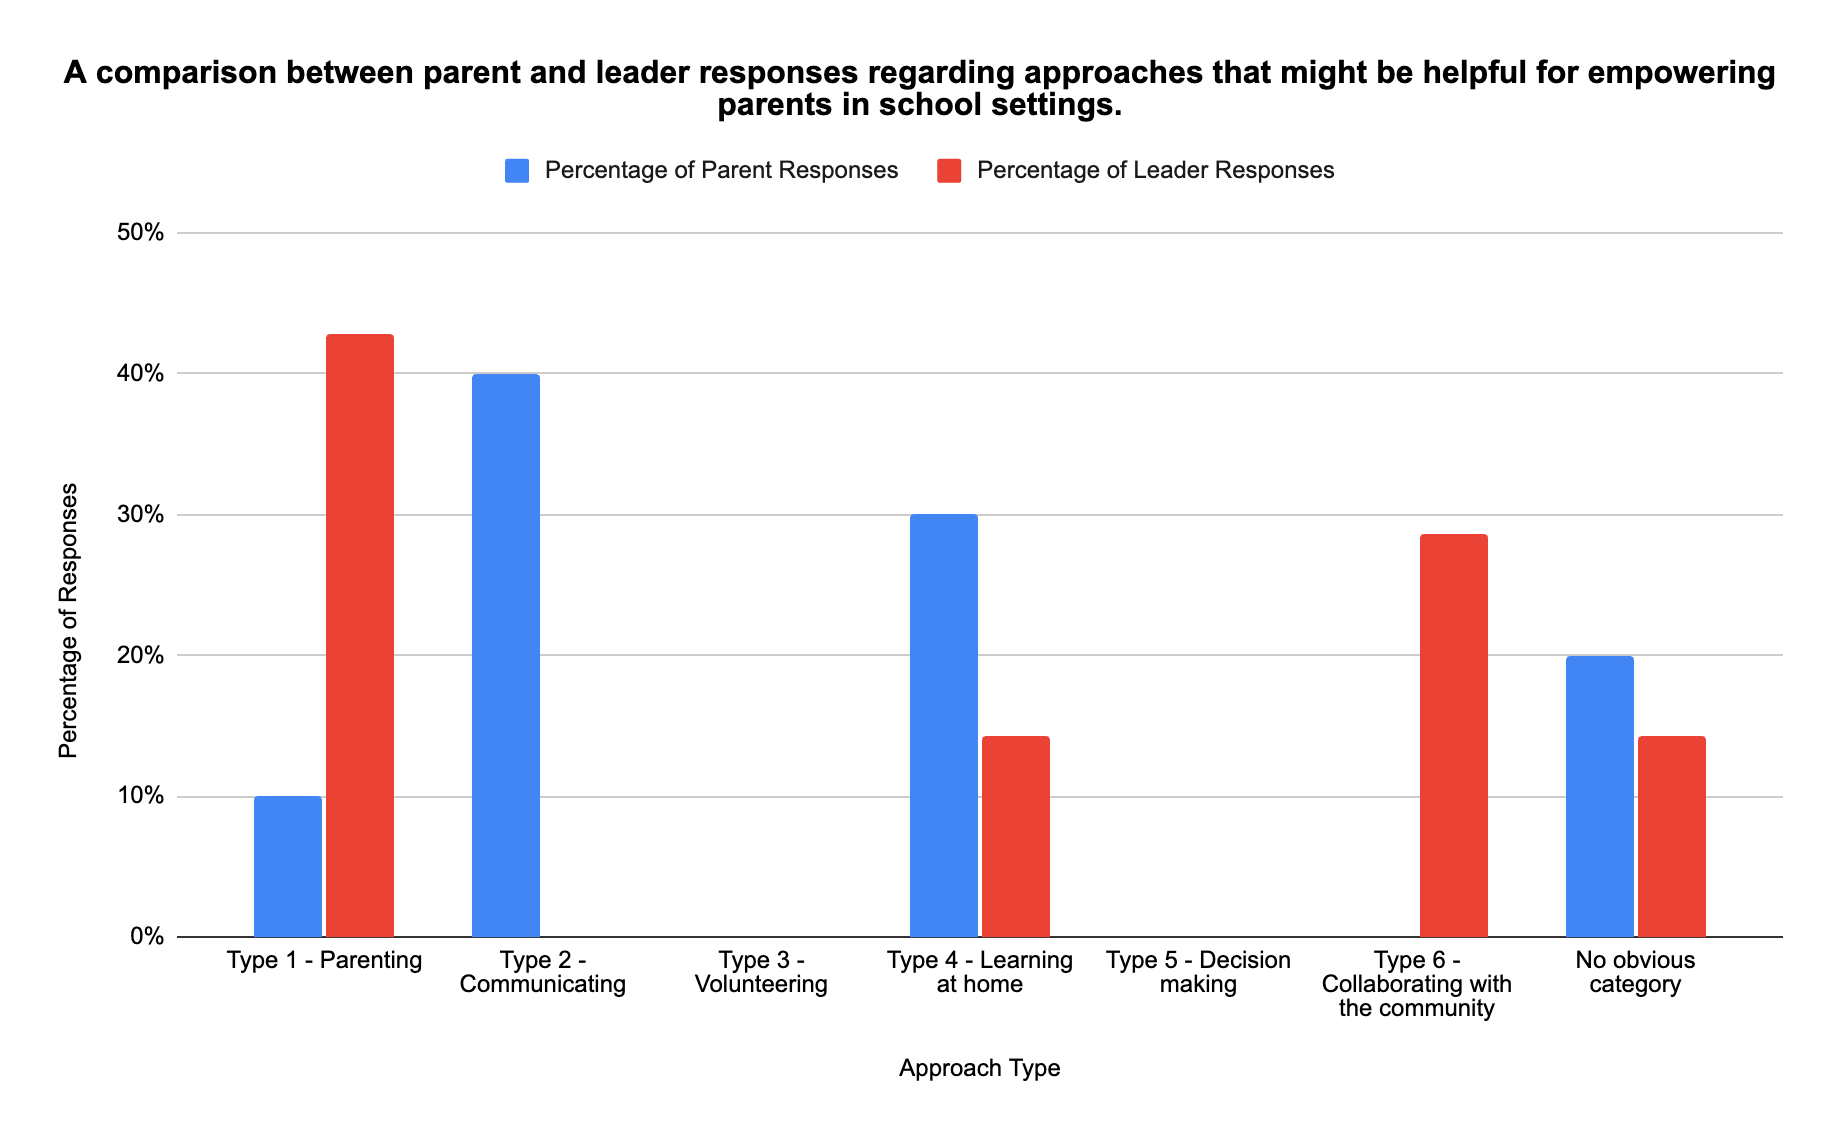 A comparison between parent and leader responses regarding approaches that might be helpful for empowering
parents in school settings.
Percentage of Parent Responses
Percentage of Leader Responses
Percentage of Responses
50%
40%
30%
20%
10%
0%
Type 1 - Parenting
Type 2 -
Communicating
Type 3 -
Volunteering
Type 4 - Learning
at home
Type 5 - Decision
making
Type 6 -
Collaborating with
the community
No obvious
category
Approach Type